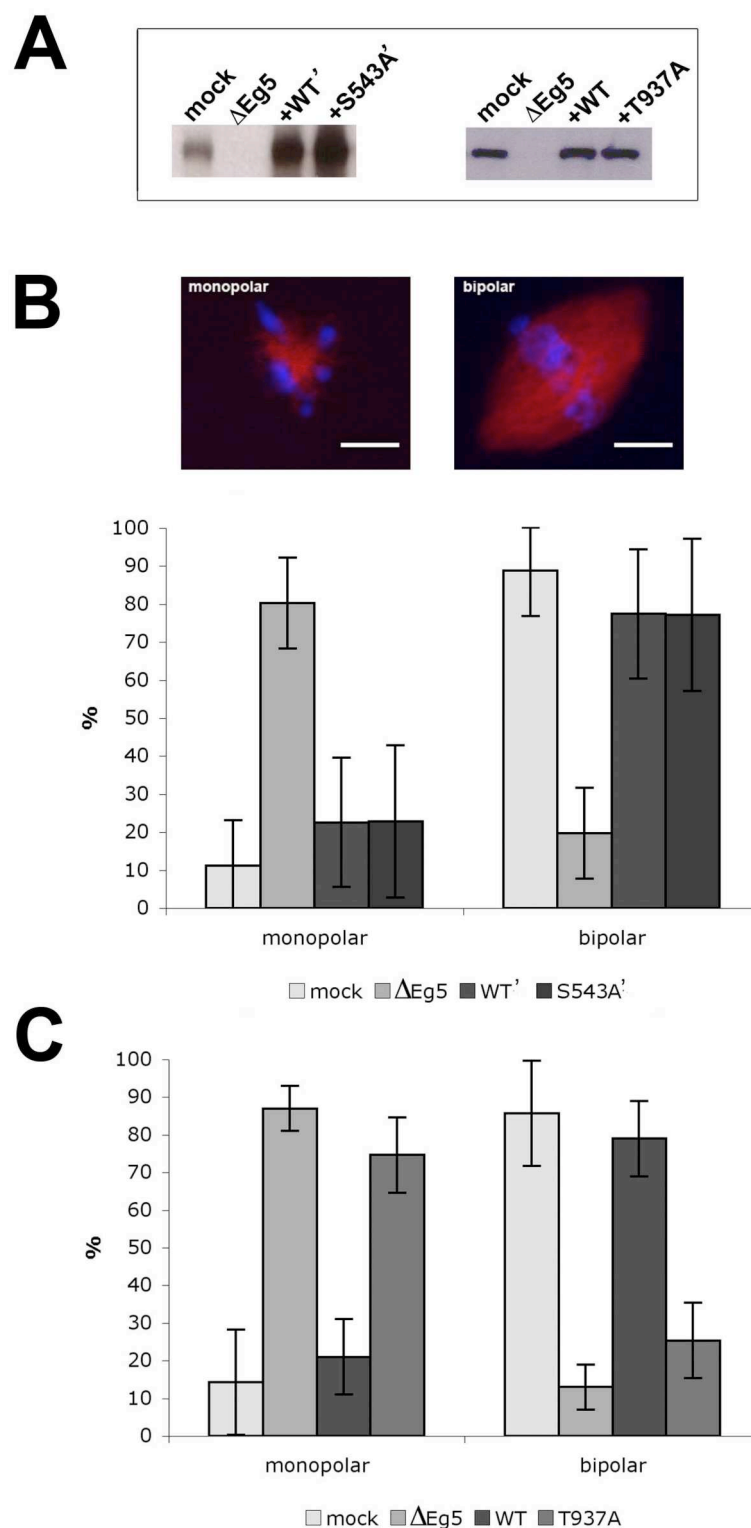 A
mock ΔEg5 +WT' +S543A' mock ΔEg5 +WT +T937A
B
monopolar bipolar
100
90
80
70
60
50
40
30
20
10
0
%
monopolar bipolar
mock ΔEg5 WT' S543A'
C
100
90
80
70
60
50
40
30
20
10
0
%
monopolar bipolar
mock ΔEg5 WT T937A